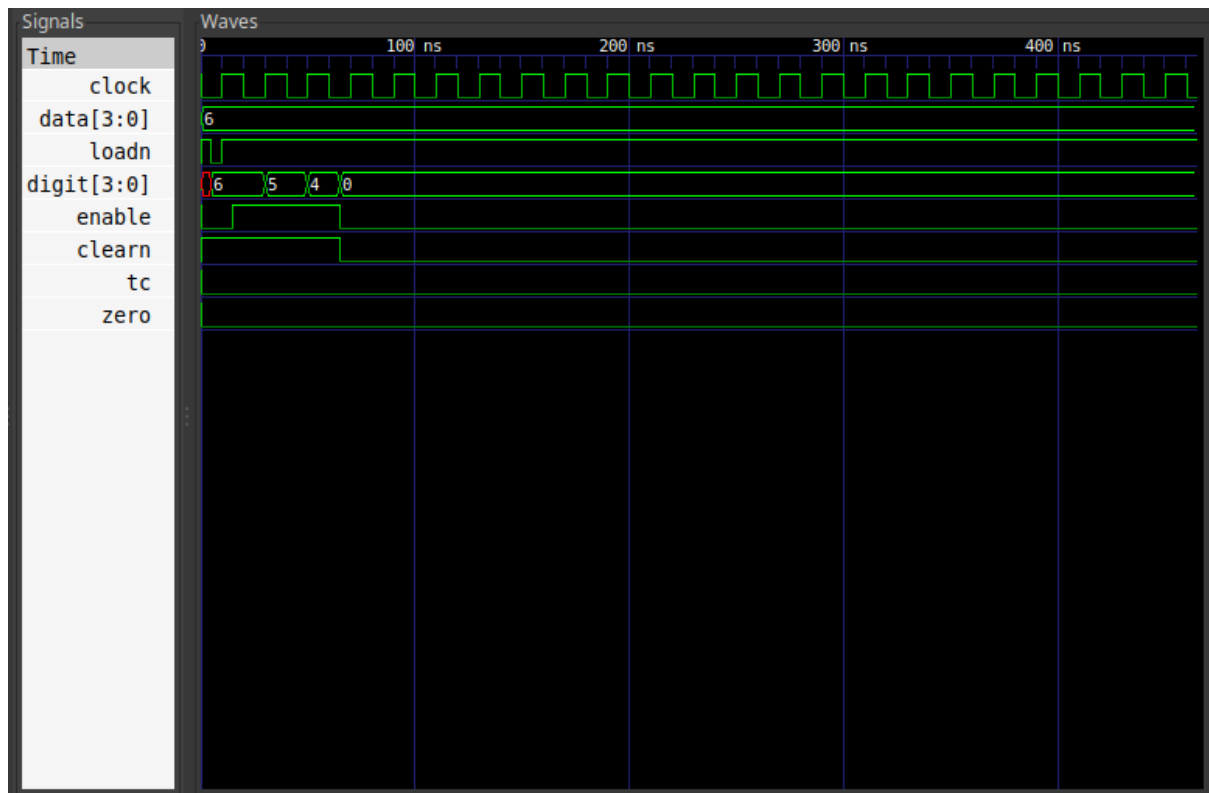 Signals
Waves
Time
0 100 ns 200 ns 300 ns 400 ns
clock
data[3:0] 6
loadn
digit[3:0] 6 5 4 0
enable
clearn
tc
zero